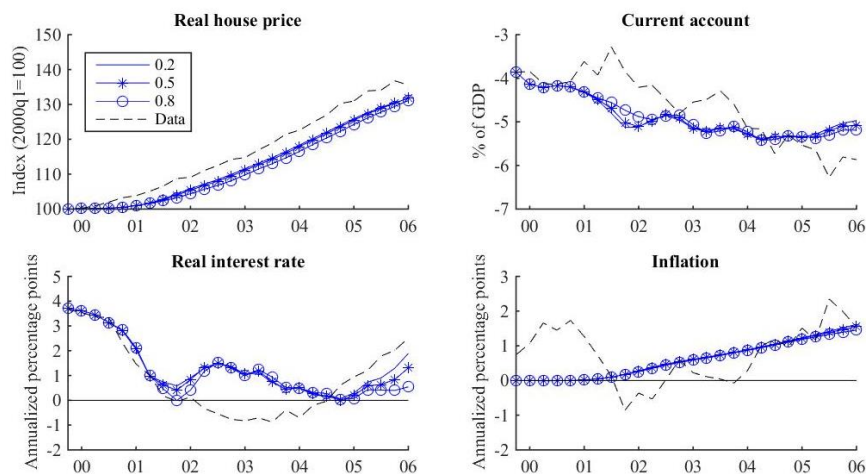 Real house price
Index (2000q1=100)
150
140
130
120
110
100
0.2
0.5
0.8
Data
00 01 02 03 04 05 06
Current account
% of GDP
-3
-4
-5
-6
-7
00 01 02 03 04 05 06
Real interest rate
Annualized percentage points
5
4
3
2
1
0
-1
-2
00 01 02 03 04 05 06
Inflation
Annualized percentage points
3
2
1
0
-1
-2
00 01 02 03 04 05 06